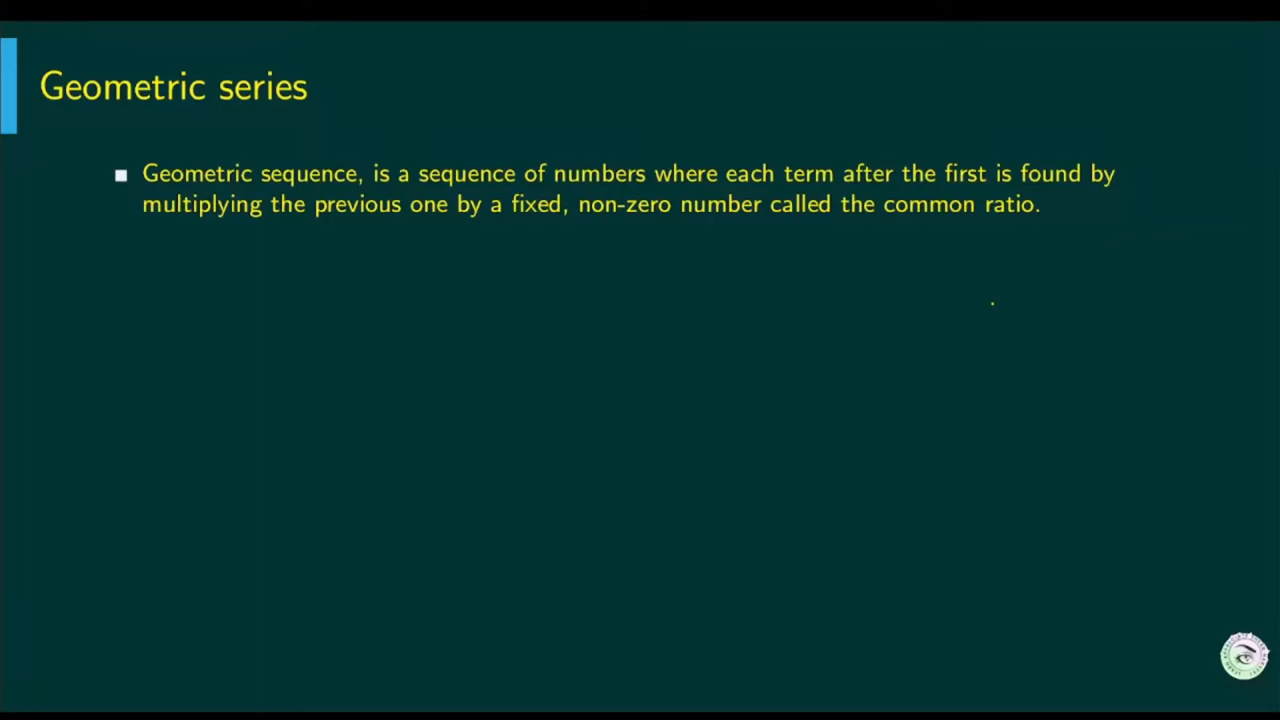 Geometric series
Geometric sequence, is a sequence of numbers where each term after the first is found by
multiplying the previous one by a fixed, non-zero number called the common ratio.